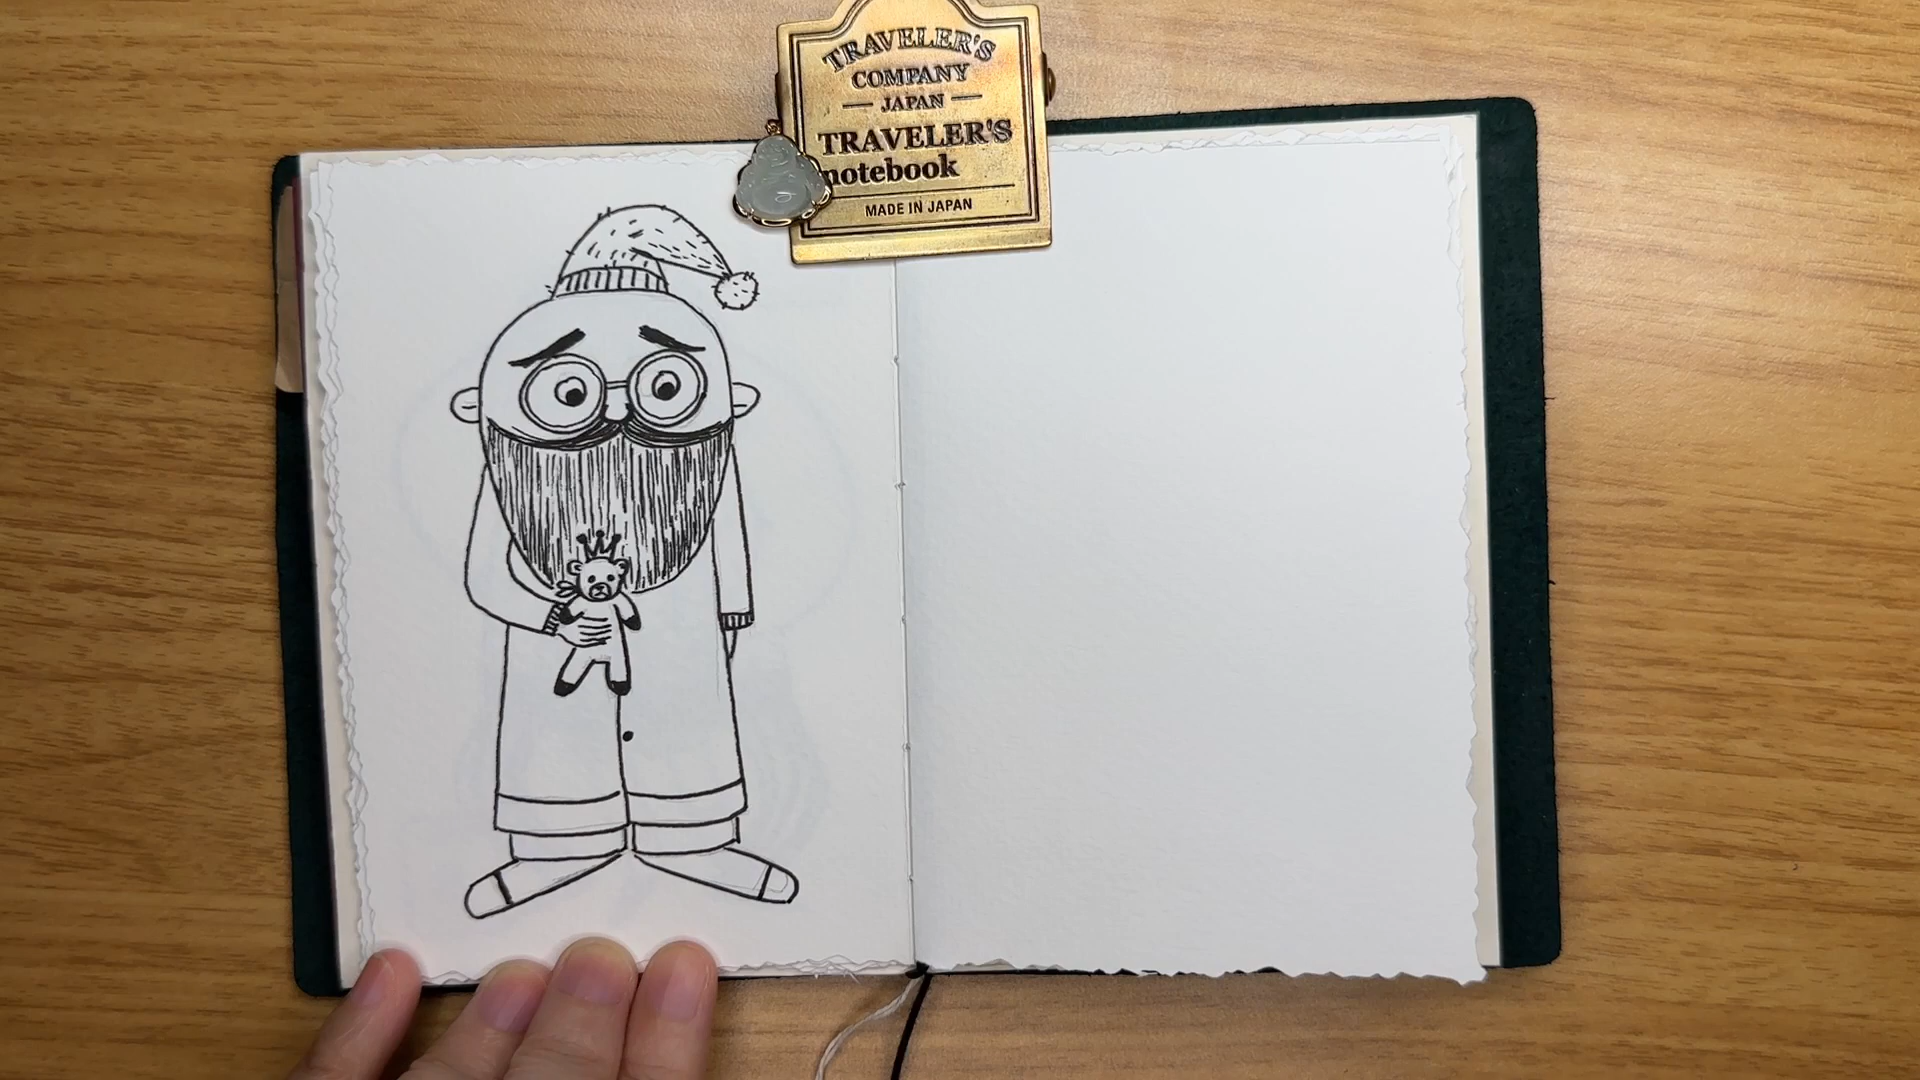 TRAVELER'S
COMPANY
JAPAN
TRAVELER'S
notebook
MADE IN JAPAN